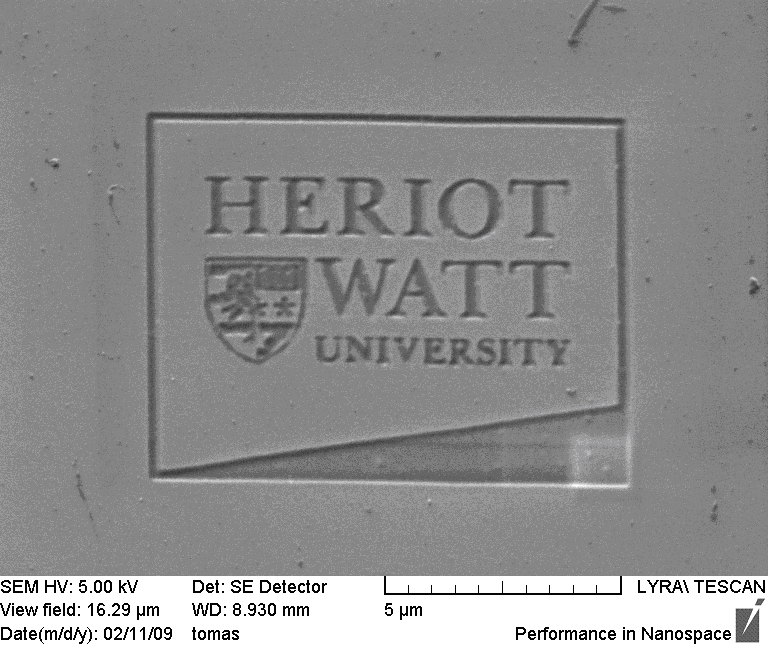 HERIOT
WATT
UNIVERSITY
SEM HV: 5.00 kV Det: SE Detector LYRA\ TESCAN
View field: 16.29 µm WD: 8.930 mm 5 µm
Date(m/d/y): 02/11/09 tomas Performance in Nanospace